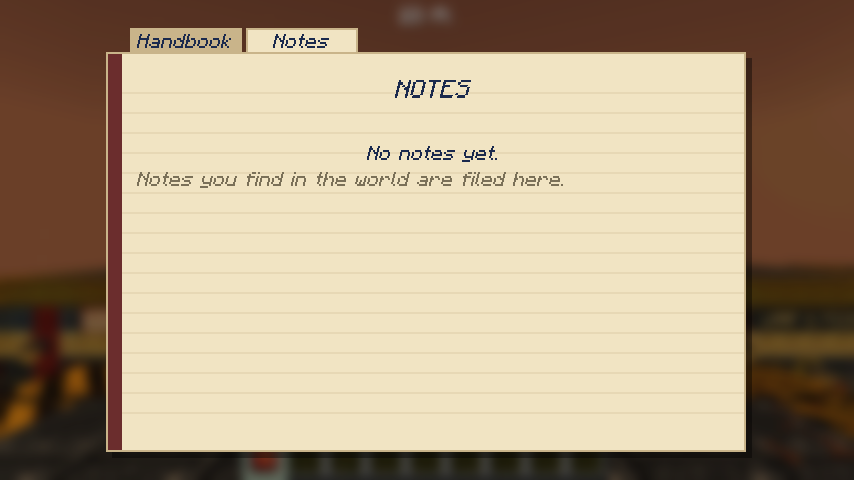 Handbook Notes
NOTES
No notes yet.
Notes you find in the world are filed here.